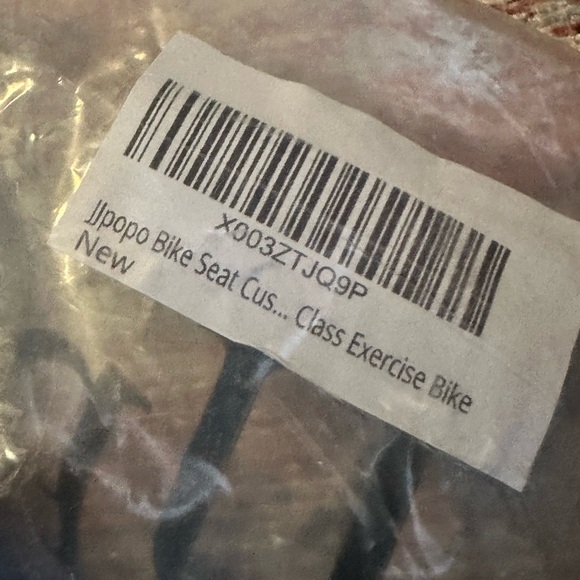 X003ZTJQ9P
JJpopo Bike Seat Cus... Class Exercise Bike
New